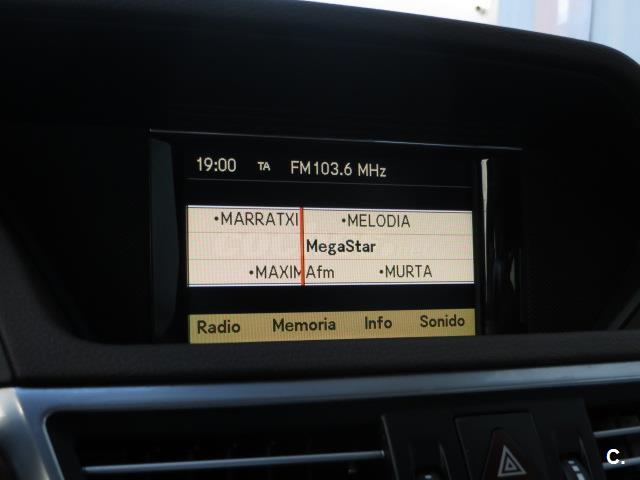 19:00 TA FM103.6 MHz
•MARRATXI •MELODIA
MegaStar
•MAXIMAfm •MURTA
Radio Memoria Info Sonido
C.